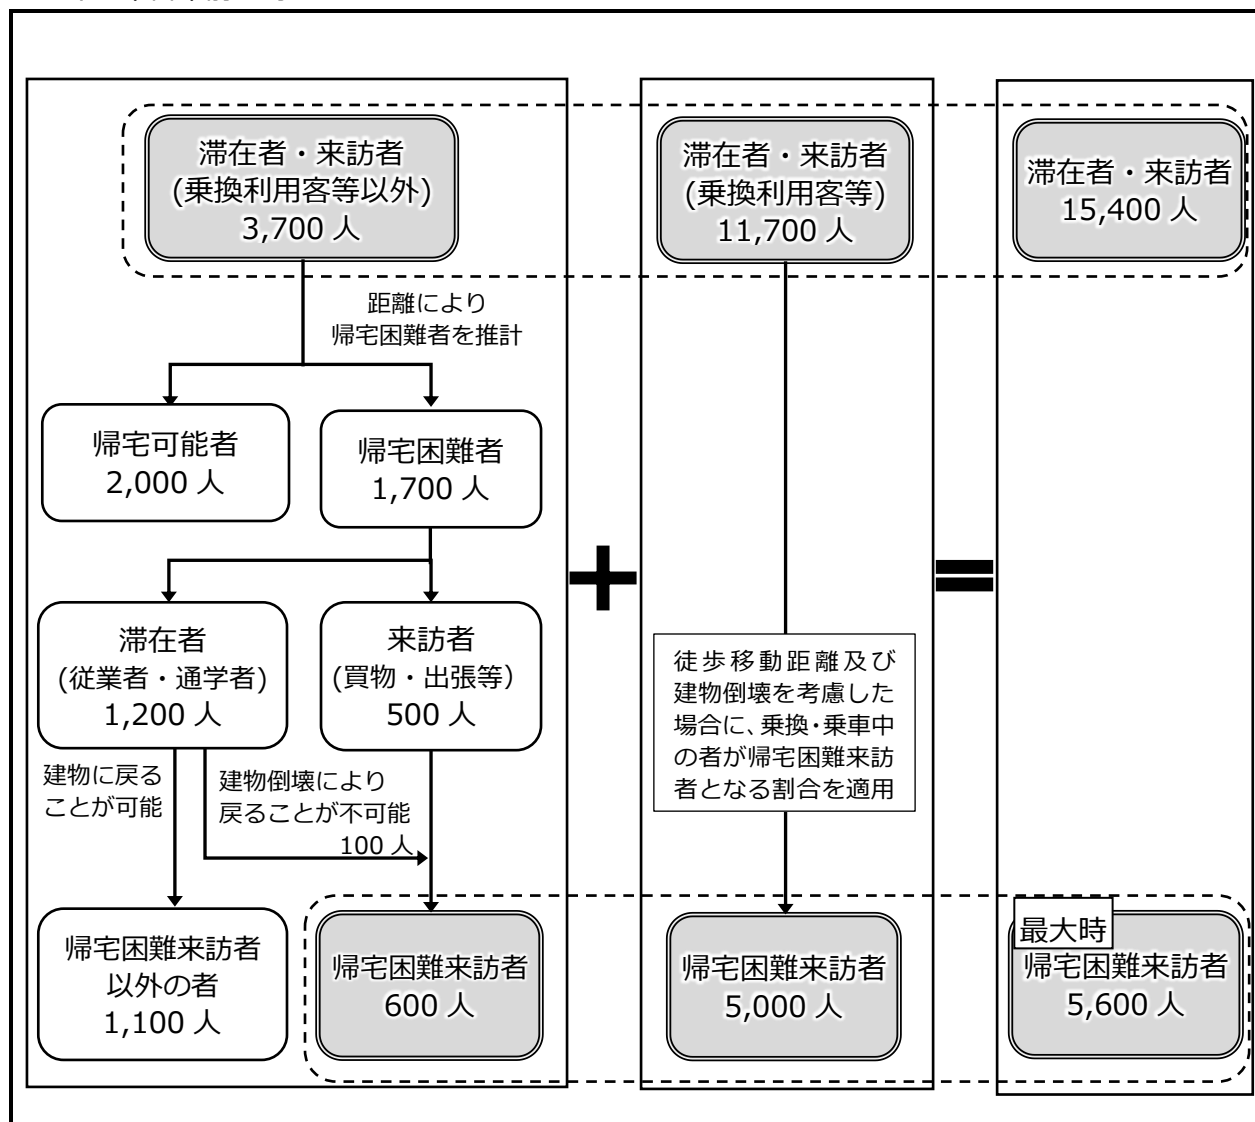 滞在者・来訪者
(乗換利用客等以外)
3,700 人
滞在者・来訪者
(乗換利用客等)
11,700 人
滞在者・来訪者
15,400 人
距離により
帰宅困難者を推計
帰宅可能者
2,000 人
帰宅困難者
1,700 人
+
=
滞在者
(従業者・通学者)
1,200 人
来訪者
(買物・出張等)
500 人
徒歩移動距離及び
建物倒壊を考慮した
場合に、乗換・乗車中
の者が帰宅困難来訪
者となる割合を適用
建物に戻る
ことが可能
建物倒壊により
戻ることが不可能
100 人
帰宅困難来訪者
以外の者
1,100 人
帰宅困難来訪者
600 人
帰宅困難来訪者
5,000 人
最大時
帰宅困難来訪者
5,600 人